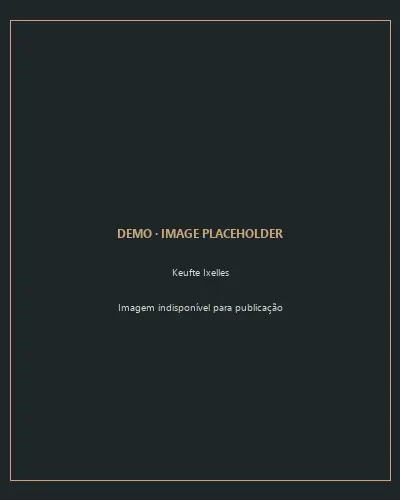 DEMO · IMAGE PLACEHOLDER
Keufte Ixelles
Imagem indisponível para publicação